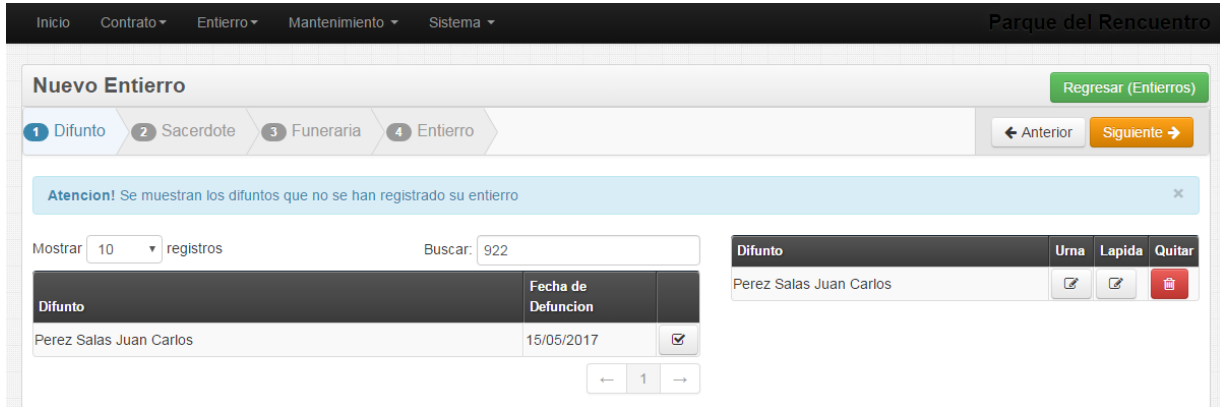 Inicio Contrato Entierro Mantenimiento Sistema Parque del Rencuentro
Nuevo Entierro
Regresar (Entierros)
1 Difunto 2 Sacerdote 3 Funeraria 4 Entierro
← Anterior Siguiente →
Atencion! Se muestran los difuntos que no se han registrado su entierro ×
Mostrar 10 registros Buscar: 922
Difunto Fecha de Defuncion
Perez Salas Juan Carlos 15/05/2017
← 1 →
Difunto Urna Lapida Quitar
Perez Salas Juan Carlos